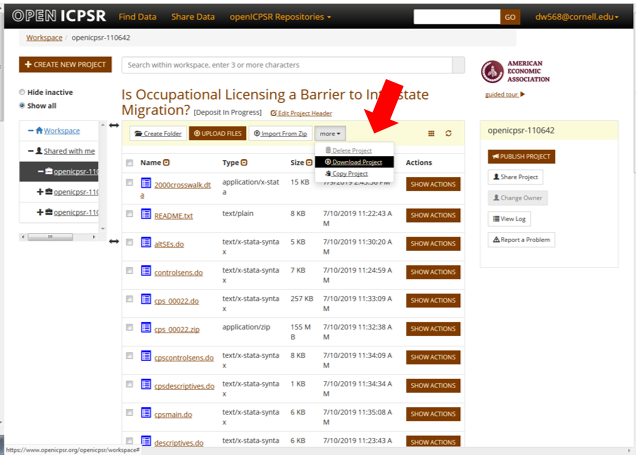 OPEN ICPSR Find Data Share Data openICPSR Repositories GO dw568@cornell.edu
Workspace / openicpsr-110642
+ CREATE NEW PROJECT
Search within workspace, enter 3 or more characters
Hide inactive
Show all
Workspace
Shared with me
openicpsr-110
openicpsr-110
openicpsr-110
Is Occupational Licensing a Barrier to Interstate
Migration? [Deposit In Progress] Edit Project Header
Create Folder UPLOAD FILES Import From Zip more
Delete Project
Download Project
Copy Project
Name Type Size Actions
2000crosswalk.dta application/x-stata 15 KB SHOW ACTIONS
README.txt text/plain 8 KB 7/10/2019 11:22:43 AM SHOW ACTIONS
altSEs.do text/x-stata-syntax 5 KB 7/10/2019 11:30:20 AM SHOW ACTIONS
controlsens.do text/x-stata-syntax 7 KB 7/10/2019 11:24:59 AM SHOW ACTIONS
cps_00022.do text/x-stata-syntax 257 KB 7/10/2019 11:33:09 AM SHOW ACTIONS
cps_00022.zip application/zip 155 MB 7/10/2019 11:32:38 AM SHOW ACTIONS
cpscontrolsens.do text/x-stata-syntax 8 KB 7/10/2019 11:34:09 AM SHOW ACTIONS
cpsdescriptives.do text/x-stata-syntax 1 KB 7/10/2019 11:34:34 AM SHOW ACTIONS
cpsmain.do text/x-stata-syntax 6 KB 7/10/2019 11:35:08 AM SHOW ACTIONS
descriptives.do text/x-stata-syntax 6 KB 7/10/2019 11:23:43 A SHOW ACTIONS
AMERICAN
ECONOMIC
ASSOCIATION
guided tour
openicpsr-110642
PUBLISH PROJECT
Share Project
Change Owner
View Log
Report a Problem
https://www.openicpsr.org/openicpsr/workspace#